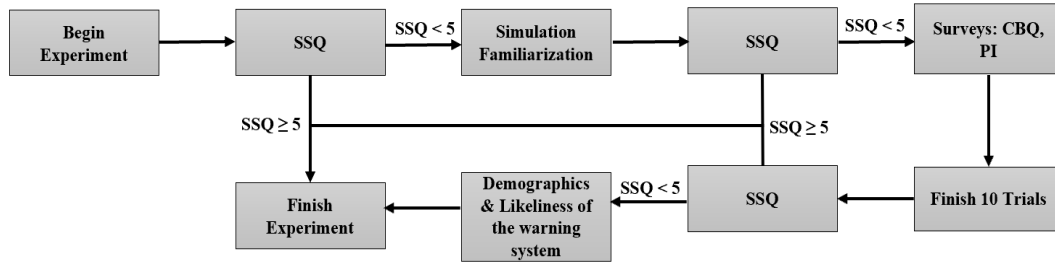 Begin
Experiment
SSQ
SSQ < 5
Simulation
Familiarization
SSQ
SSQ < 5
Surveys: CBQ,
PI
SSQ ≥ 5
SSQ ≥ 5
Finish
Experiment
Demographics
& Likeliness of
the warning
system
SSQ < 5
SSQ
Finish 10 Trials